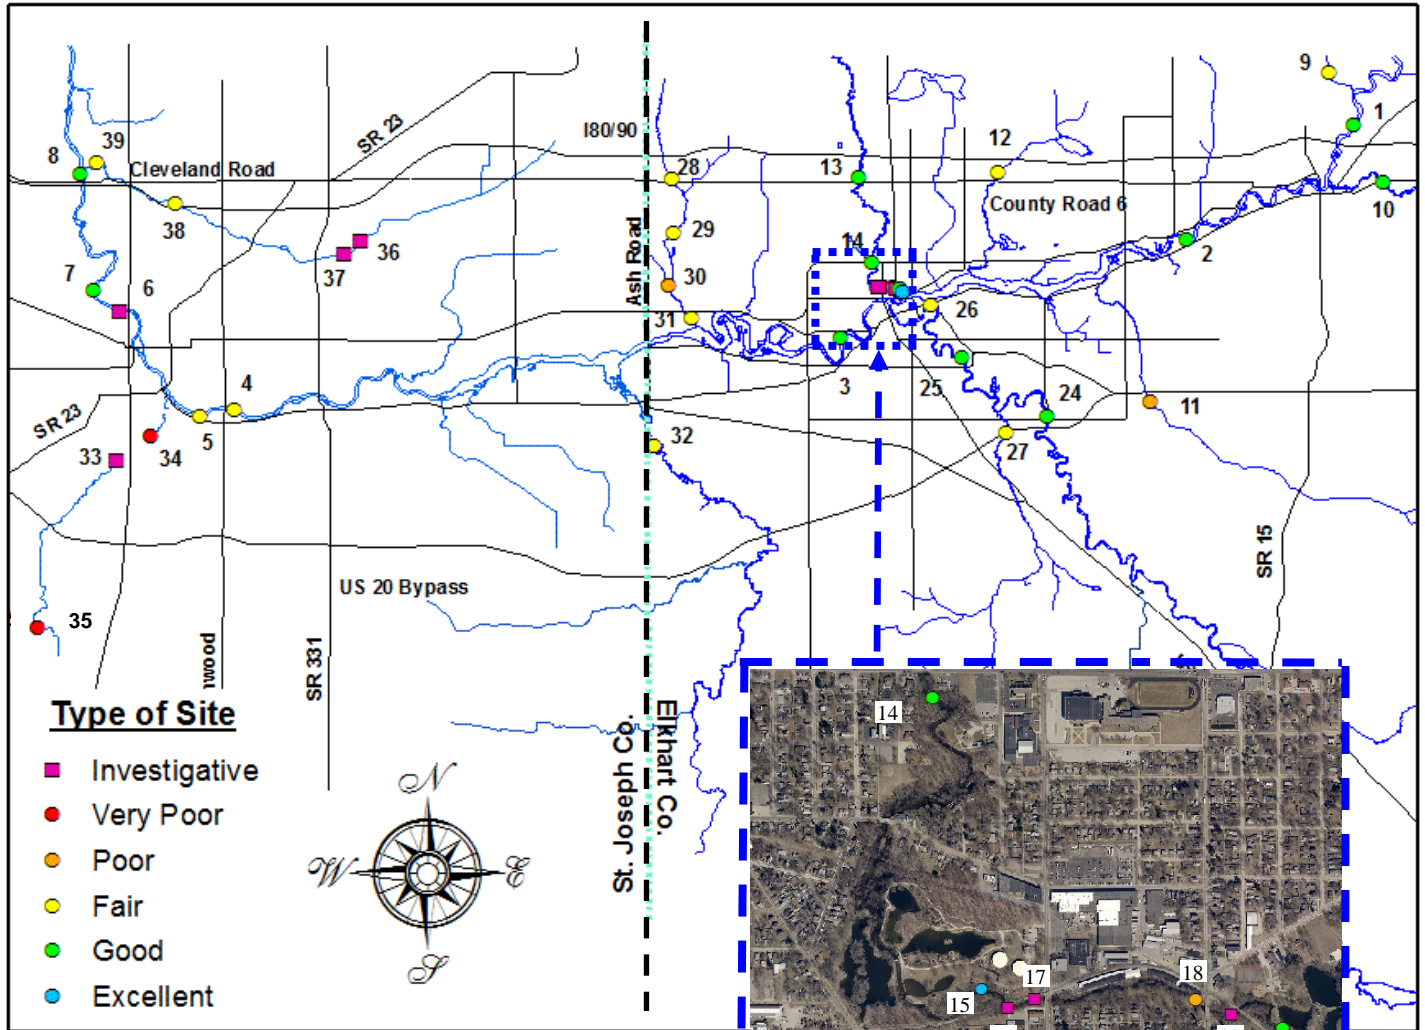 9
1
I80/90
SR 23
39
12
8
Cleveland Road
28
13
County Road 6
10
38
36
29
14
2
37
Ash Road
7
6
30
26
31
3
25
24
4
11
5
SR 23
34
32
27
33
SR 15
US 20 Bypass
35
SR 331
Type of Site
Investigative
Very Poor
Poor
Fair
Good
Excellent
N
W
E
S
St. Joseph Co.
Elkhart Co.
14
17
18
15